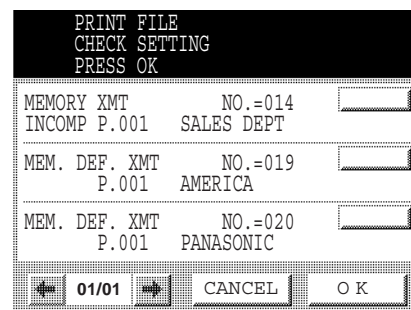 PRINT FILE
CHECK SETTING
PRESS OK
MEMORY XMT NO.=014
INCOMP P.001 SALES DEPT
MEM. DEF. XMT NO.=019
P.001 AMERICA
MEM. DEF. XMT NO.=020
P.001 PANASONIC
01/01 CANCEL O K